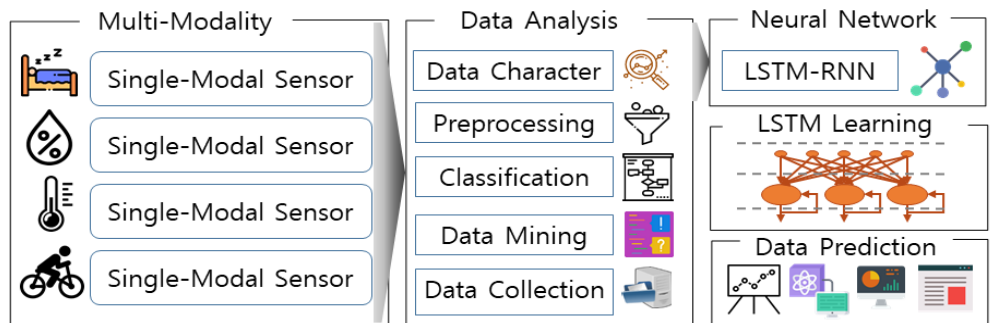 Multi-Modality
Single-Modal Sensor
Single-Modal Sensor
Single-Modal Sensor
Single-Modal Sensor
Data Analysis
Data Character
Preprocessing
Classification
Data Mining
Data Collection
Neural Network
LSTM-RNN
LSTM Learning
Data Prediction